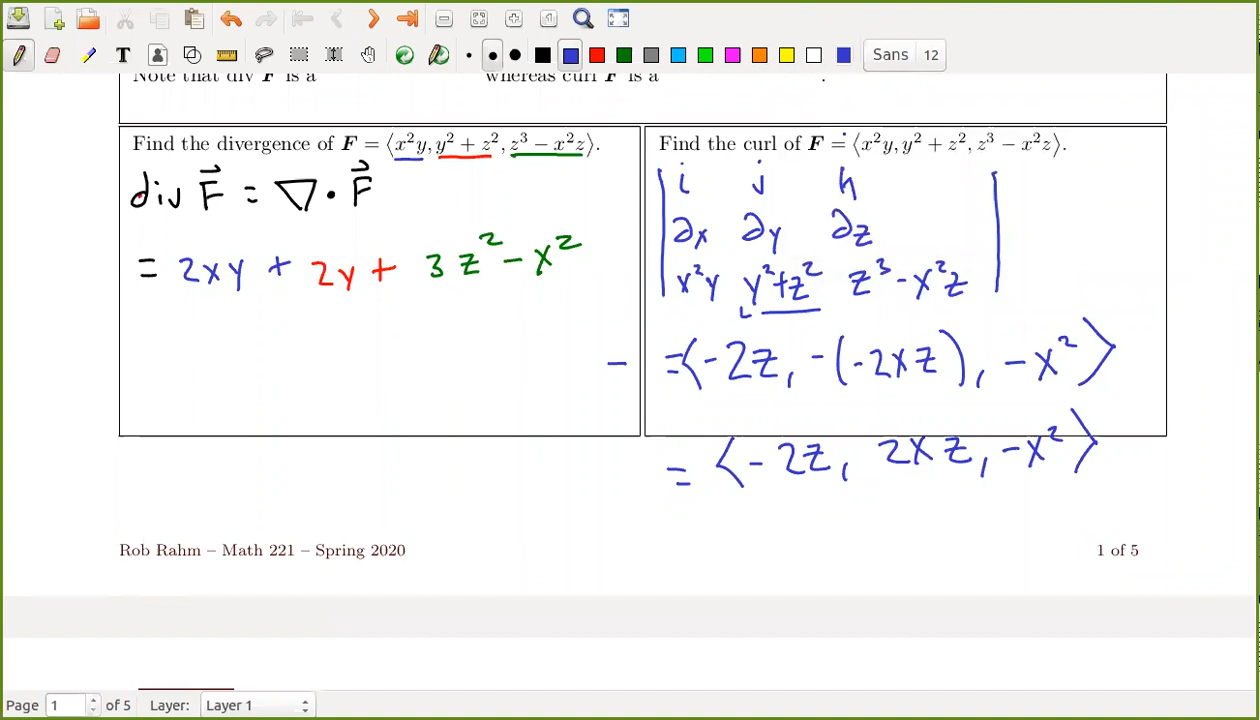 Sans 12
Note that div F is a whereas curl F is a .
Find the divergence of F = ⟨x²y, y² + z², z³ − x²z⟩.
div F⃗ = ∇ · F⃗
= 2xy + 2y + 3z² − x²
Find the curl of F = ⟨x²y, y² + z², z³ − x²z⟩.
| i j k |
| ∂x ∂y ∂z |
| x²y y²+z² z³−x²z |
− =⟨−2z, −(−2xz), −x²⟩
= ⟨−2z, 2xz, −x²⟩
Rob Rahm – Math 221 – Spring 2020 1 of 5
Page 1 of 5 Layer: Layer 1